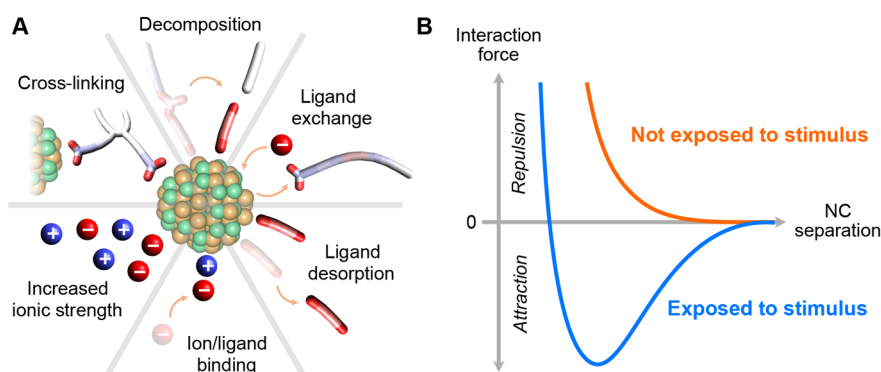 A
Decomposition
Cross-linking
Ligand
exchange
−
+
−
+
−
+
−
−
+
−
−
Increased
ionic strength
Ion/ligand
binding
Ligand
desorption
B
Interaction
force
Repulsion
Not exposed to stimulus
0
NC
separation
Attraction
Exposed to stimulus